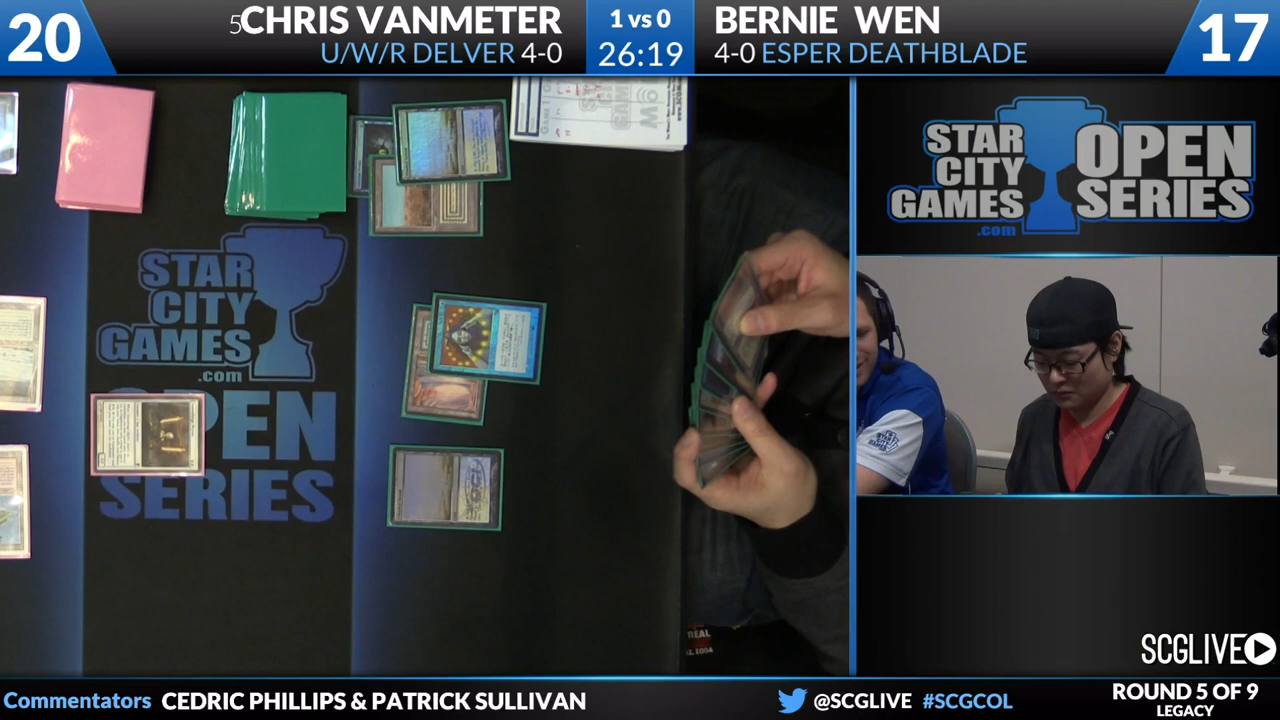 20
5CHRIS VANMETER
U/W/R DELVER 4-0
1 vs 0
26:19
BERNIE WEN
4-0 ESPER DEATHBLADE
17
STAR
CITY
GAMES
.com
OPEN
SERIES
STAR
CITY
GAMES
.com
OPEN
SERIES
SCGLIVE
Commentators CEDRIC PHILLIPS & PATRICK SULLIVAN
@SCGLIVE #SCGCOL
ROUND 5 OF 9
LEGACY